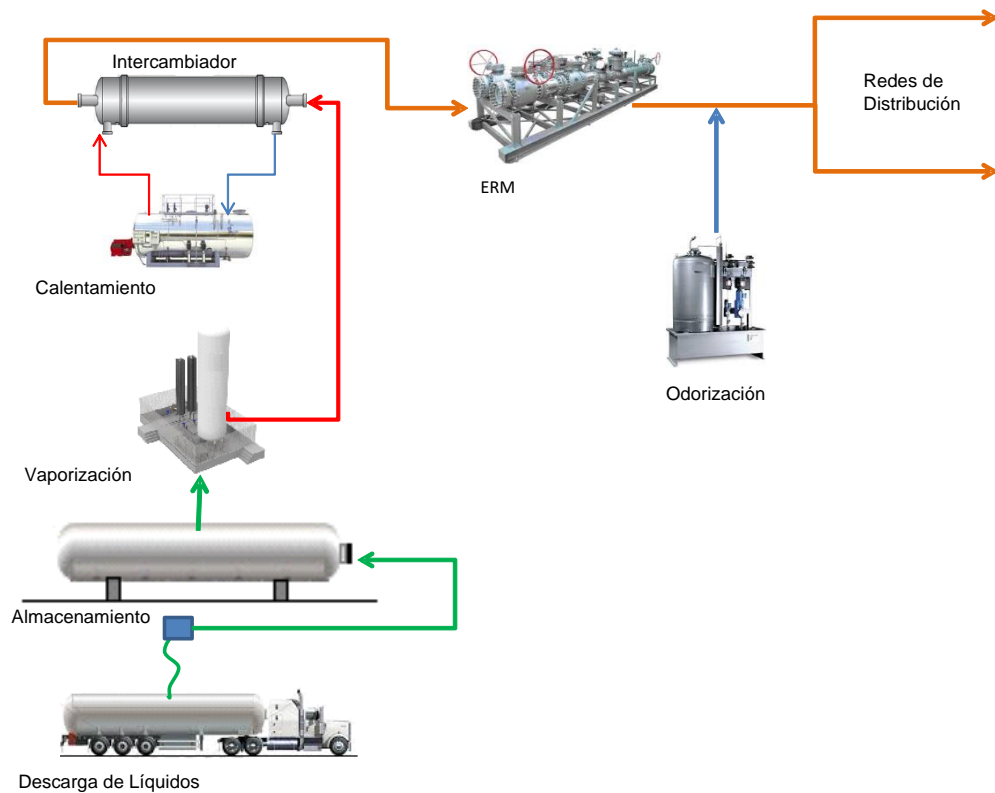 Intercambiador
Redes de
Distribución
ERM
Calentamiento
Odorización
Vaporización
Almacenamiento
Descarga de Líquidos